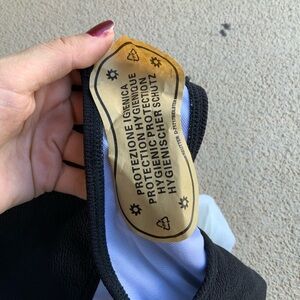 PROTEZIONE IGIENICA
PROTECTION HYGIENIQUE
HYGIENIC PROTECTION
HYGIENISCHER SCHUTZ